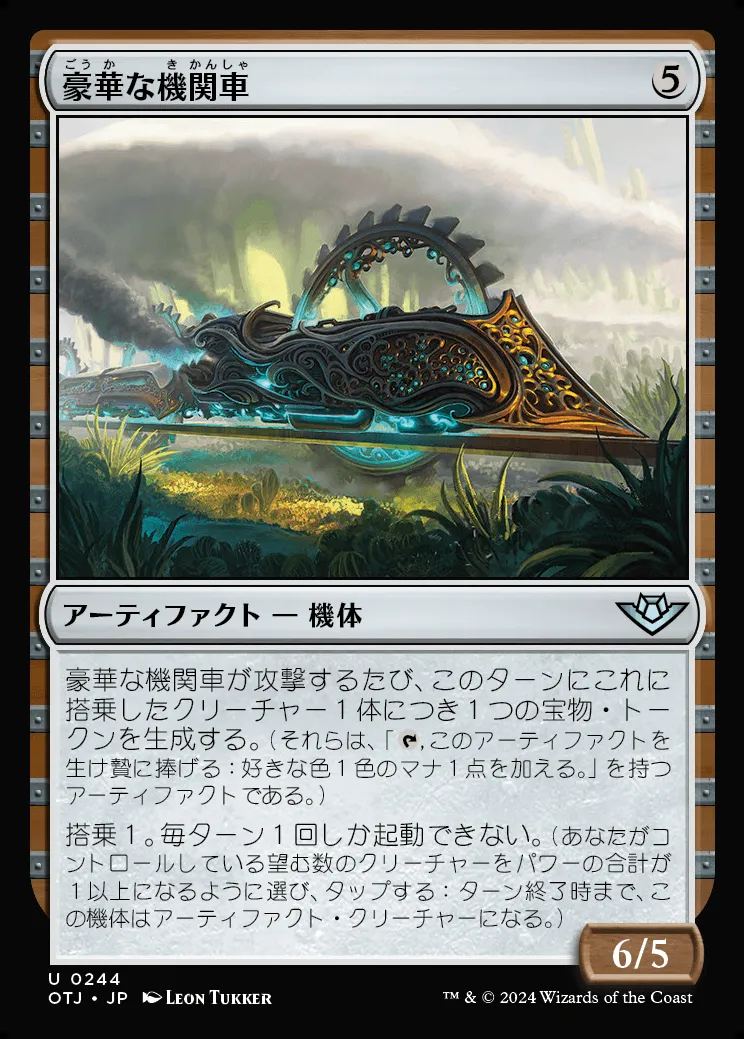 ごうか きかんしゃ
豪華な機関車 5
アーティファクト — 機体
豪華な機関車が攻撃するたび、このターンにこれに
搭乗したクリーチャー1体につき1つの宝物・トー
クンを生成する。(それらは、「,このアーティファクトを
生け贄に捧げる:好きな色1色のマナ1点を加える。」を持つ
アーティファクトである。)
搭乗1。毎ターン1回しか起動できない。(あなたがコ
ントロールしている望む数のクリーチャーをパワーの合計が
1以上になるように選び、タップする:ターン終了時まで、こ
の機体はアーティファクト・クリーチャーになる。)
6/5
U 0244
OTJ • JP Leon Tukker
™ & © 2024 Wizards of the Coast